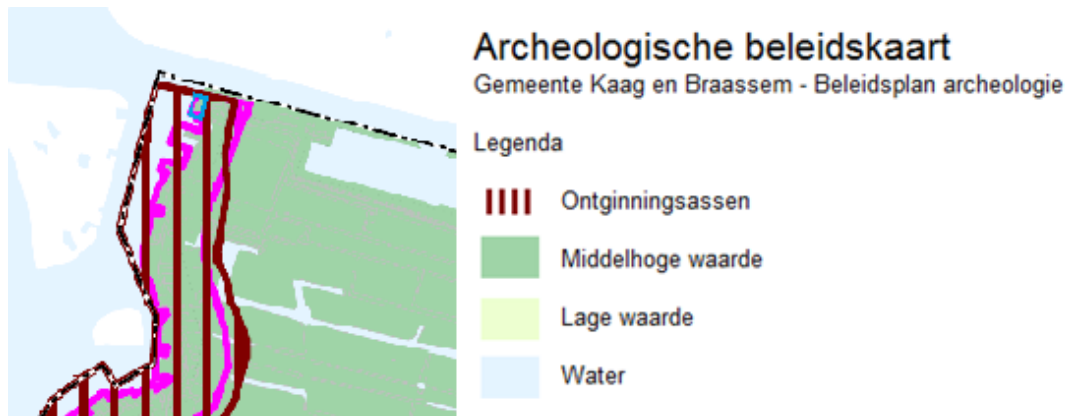 Archeologische beleidskaart
Gemeente Kaag en Braassem - Beleidsplan archeologie
Legenda
Ontginningsassen
Middelhoge waarde
Lage waarde
Water